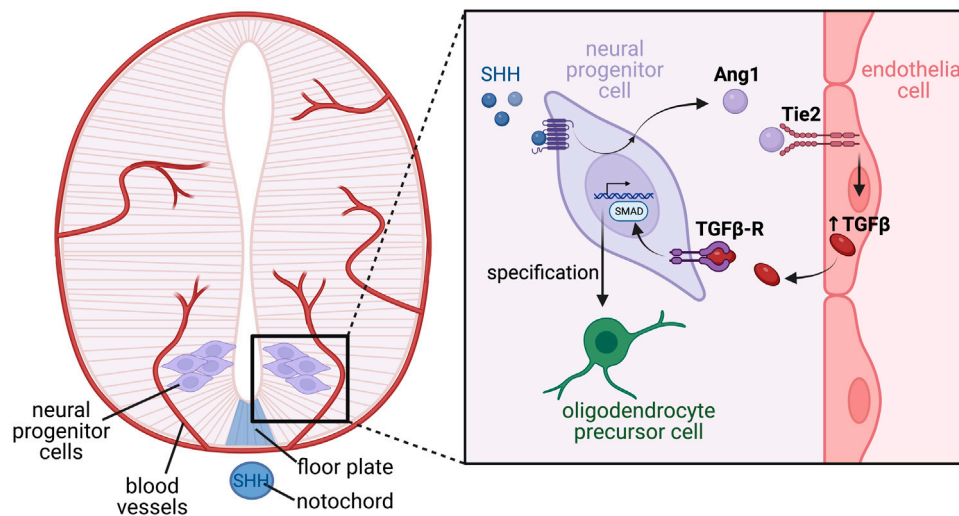 neural
progenitor
cells
blood
vessels
floor plate
SHH
notochord
SHH
neural
progenitor
cell
Ang1
Tie2
endothelia
cell
SMAD
TGFβ-R
↑TGFβ
specification
oligodendrocyte
precursor cell